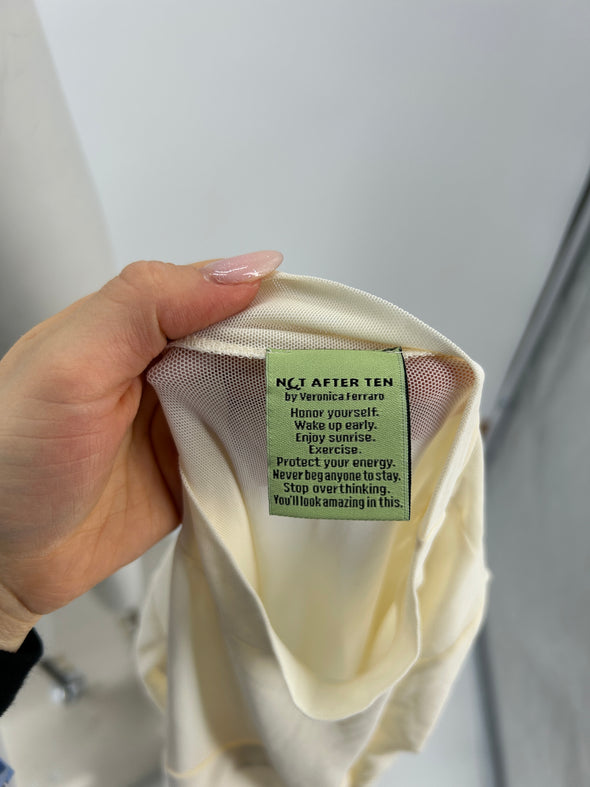 NOT AFTER TEN
by Veronica Ferraro
Honor yourself.
Wake up early.
Enjoy sunrise.
Exercise.
Protect your energy.
Never beg anyone to stay.
Stop overthinking.
You'll look amazing in this.